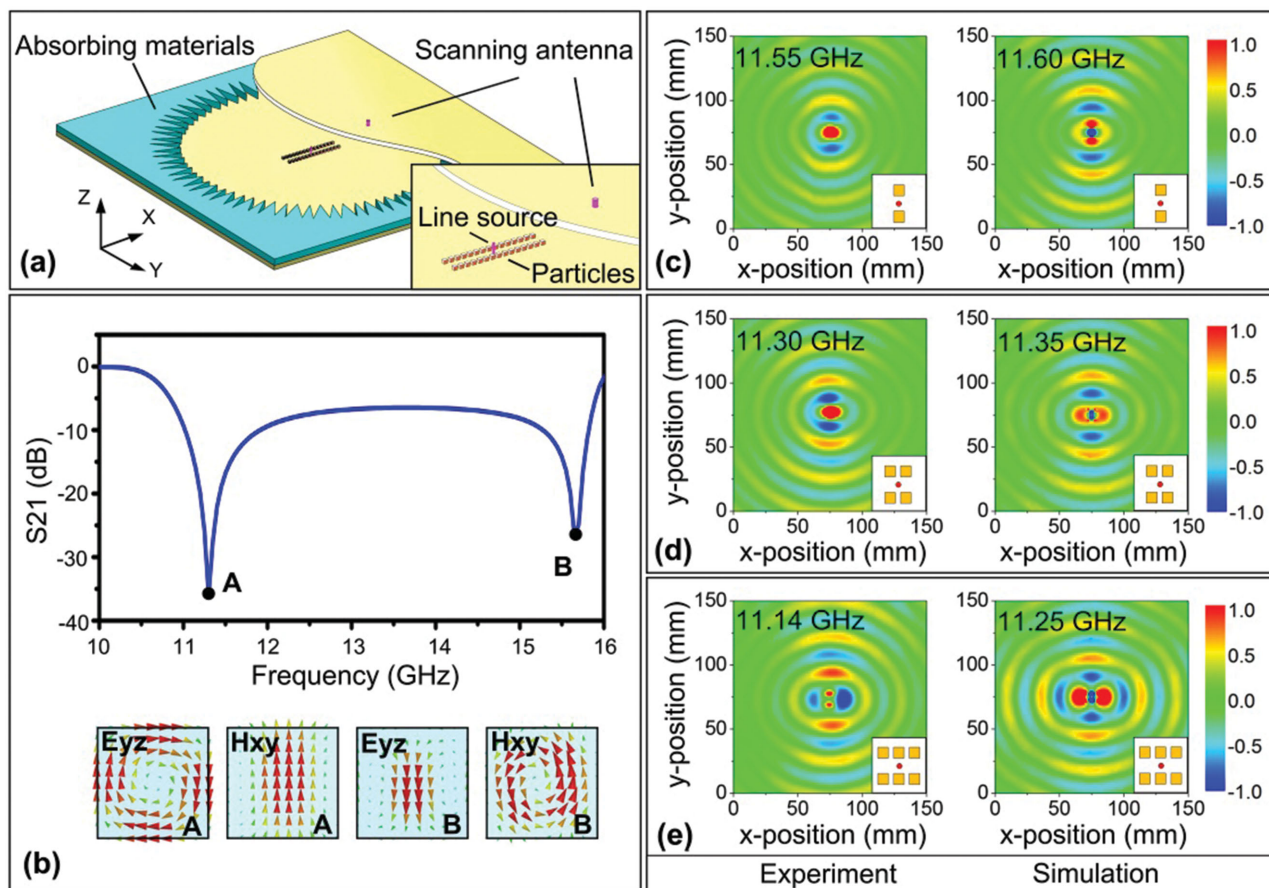 Absorbing materials
Scanning antenna
Z
X
Y
Line source
Particles
(a)
0
-10
-20
-30
-40
S21 (dB)
A
B
10 11 12 13 14 15 16
Frequency (GHz)
Eyz
A
Hxy
A
Eyz
B
Hxy
B
(b)
150
100
50
0
y-position (mm)
11.55 GHz
0 50 100 150
x-position (mm)
11.60 GHz
0 50 100 150
x-position (mm)
1.0
0.5
0.0
-0.5
-1.0
(c)
150
100
50
0
y-position (mm)
11.30 GHz
0 50 100 150
x-position (mm)
11.35 GHz
0 50 100 150
x-position (mm)
1.0
0.5
0.0
-0.5
-1.0
(d)
150
100
50
0
y-position (mm)
11.14 GHz
0 50 100 150
x-position (mm)
11.25 GHz
0 50 100 150
x-position (mm)
1.0
0.5
0.0
-0.5
-1.0
(e)
Experiment
Simulation